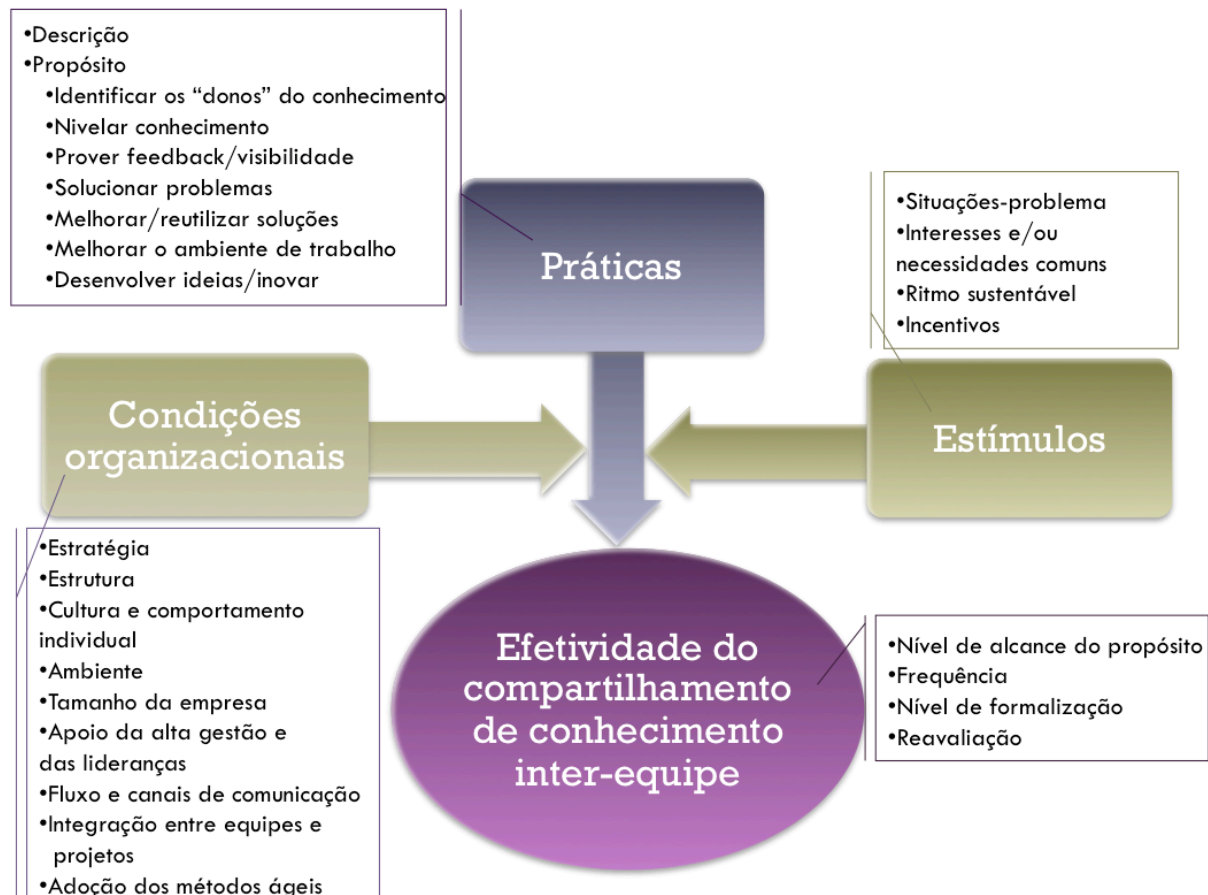 •Descrição
•Propósito
•Identificar os “donos” do conhecimento
•Nivelar conhecimento
•Prover feedback/visibilidade
•Solucionar problemas
•Melhorar/reutilizar soluções
•Melhorar o ambiente de trabalho
•Desenvolver ideias/inovar
Práticas
•Situações-problema
•Interesses e/ou
necessidades comuns
•Ritmo sustentável
•Incentivos
Condições
organizacionais
Estímulos
•Estratégia
•Estrutura
•Cultura e comportamento
individual
•Ambiente
•Tamanho da empresa
•Apoio da alta gestão e
das lideranças
•Fluxo e canais de comunicação
•Integração entre equipes e
projetos
•Adoção dos métodos ágeis
Efetividade do
compartilhamento
de conhecimento
inter-equipe
•Nível de alcance do propósito
•Frequência
•Nível de formalização
•Reavaliação